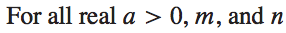 For all real a > 0, m, and n